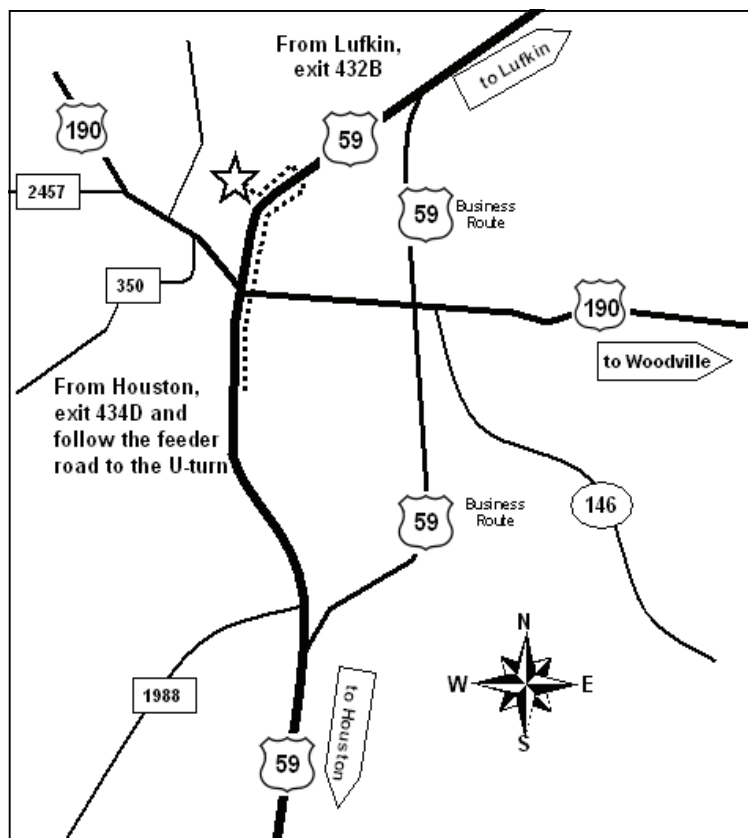 From Lufkin,
exit 432B
to Lufkin
190
59
2457
59
Business
Route
350
190
to Woodville
From Houston,
exit 434D and
follow the feeder
road to the U-turn
59
Business
Route
146
N
W
E
S
1988
to Houston
59